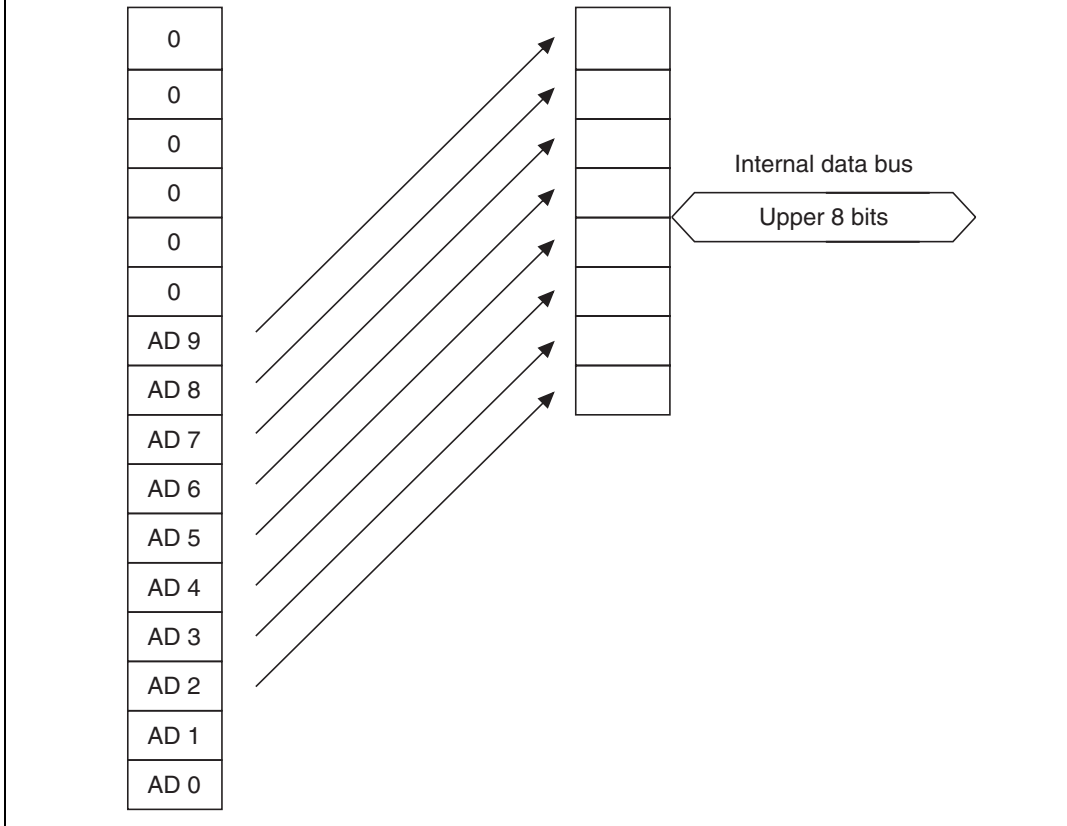 0
0
0
0
0
0
AD 9
AD 8
AD 7
AD 6
AD 5
AD 4
AD 3
AD 2
AD 1
AD 0
Internal data bus
Upper 8 bits